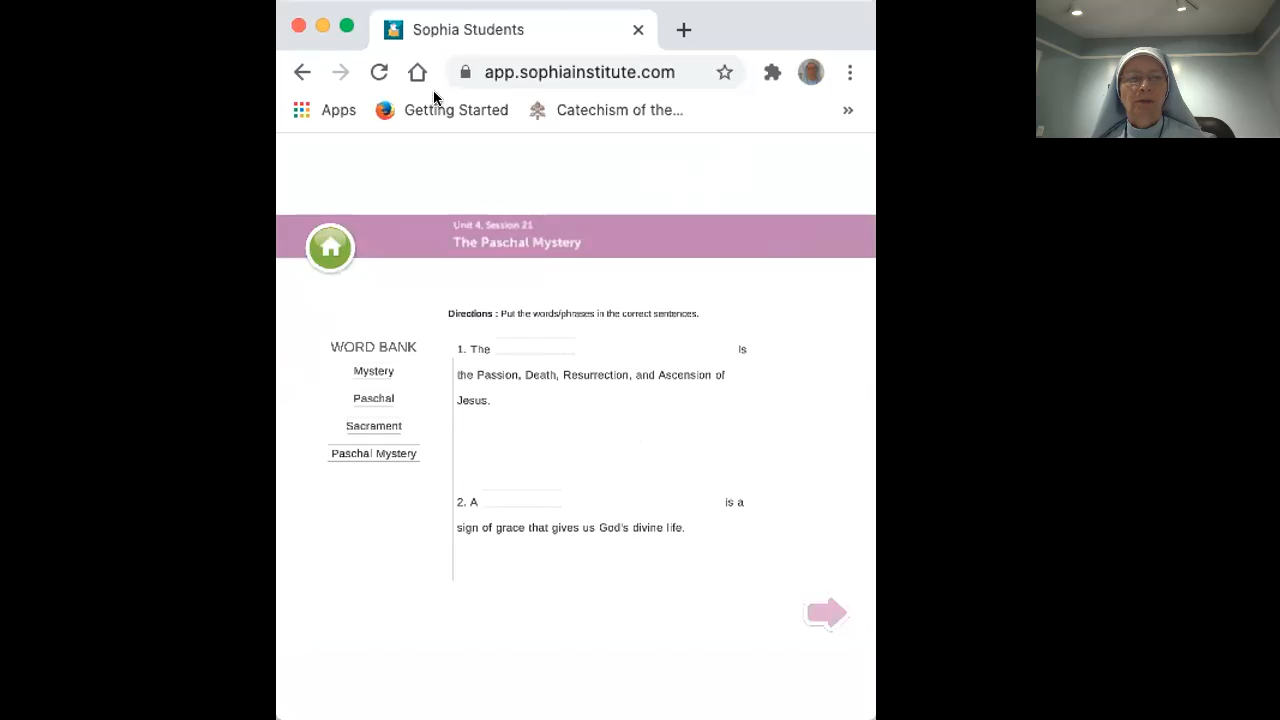 Sophia Students
app.sophiainstitute.com
Apps Getting Started Catechism of the...
Unit 4, Session 21
The Paschal Mystery
Directions : Put the words/phrases in the correct sentences.
WORD BANK
Mystery
Paschal
Sacrament
Paschal Mystery
1. The is
the Passion, Death, Resurrection, and Ascension of
Jesus.
2. A is a
sign of grace that gives us God's divine life.